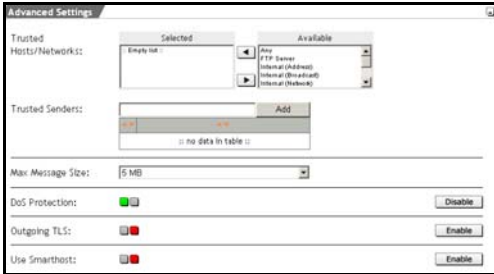 Advanced Settings
Trusted Hosts/Networks:
Selected
Available
:: Empty list ::
Any
FTP Server
Internal (Address)
Internal (Broadcast)
Internal (Network)
Trusted Senders:
Add
:: no data in table ::
Max Message Size:
5 MB
DoS Protection:
Disable
Outgoing TLS:
Enable
Use Smarthost:
Enable